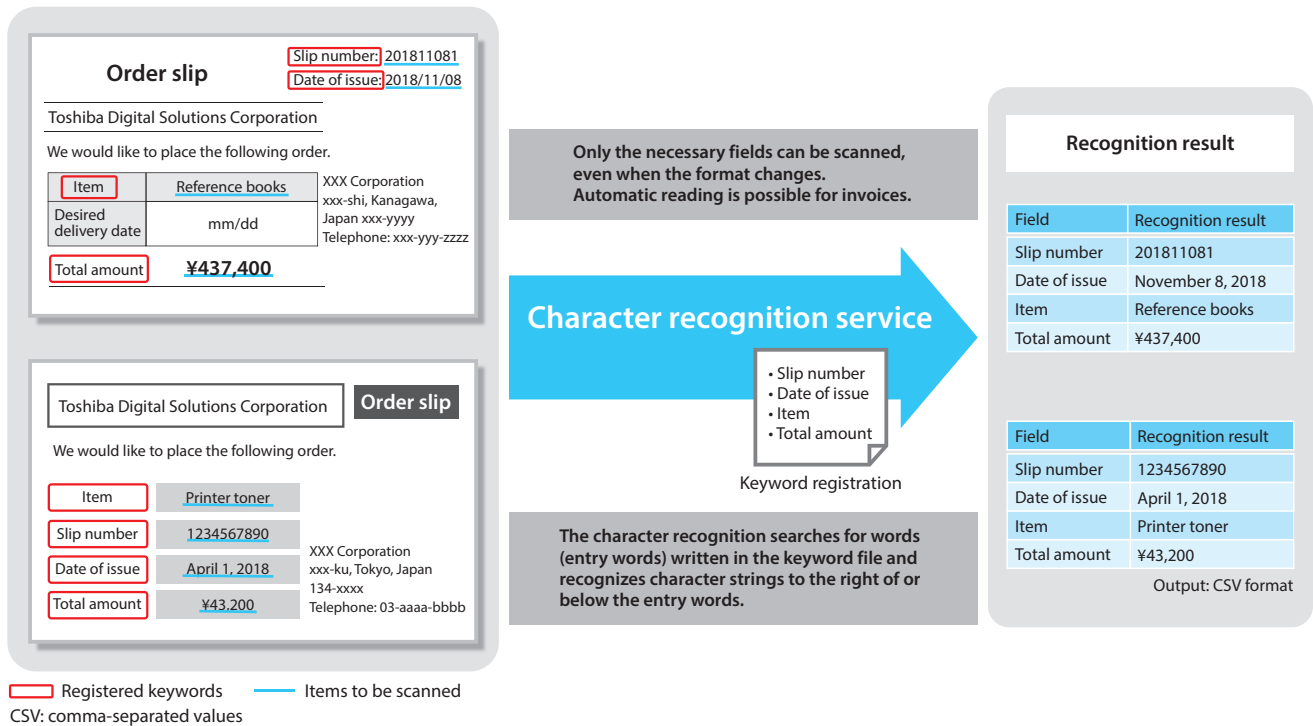 Order slip
Slip number: 201811081
Date of issue: 2018/11/08
Toshiba Digital Solutions Corporation
We would like to place the following order.
Item Reference books
Desired
delivery date mm/dd
Total amount ¥437,400
XXX Corporation
xxx-shi, Kanagawa,
Japan xxx-yyyy
Telephone: xxx-yyy-zzzz
Toshiba Digital Solutions Corporation
Order slip
We would like to place the following order.
Item Printer toner
Slip number 1234567890
Date of issue April 1, 2018
Total amount ¥43,200
XXX Corporation
xxx-ku, Tokyo, Japan
134-xxxx
Telephone: 03-aaaa-bbbb
Registered keywords
Items to be scanned
CSV: comma-separated values
Only the necessary fields can be scanned,
even when the format changes.
Automatic reading is possible for invoices.
Character recognition service
• Slip number
• Date of issue
• Item
• Total amount
Keyword registration
The character recognition searches for words
(entry words) written in the keyword file and
recognizes character strings to the right of or
below the entry words.
Recognition result
Field Recognition result
Slip number 201811081
Date of issue November 8, 2018
Item Reference books
Total amount ¥437,400
Field Recognition result
Slip number 1234567890
Date of issue April 1, 2018
Item Printer toner
Total amount ¥43,200
Output: CSV format